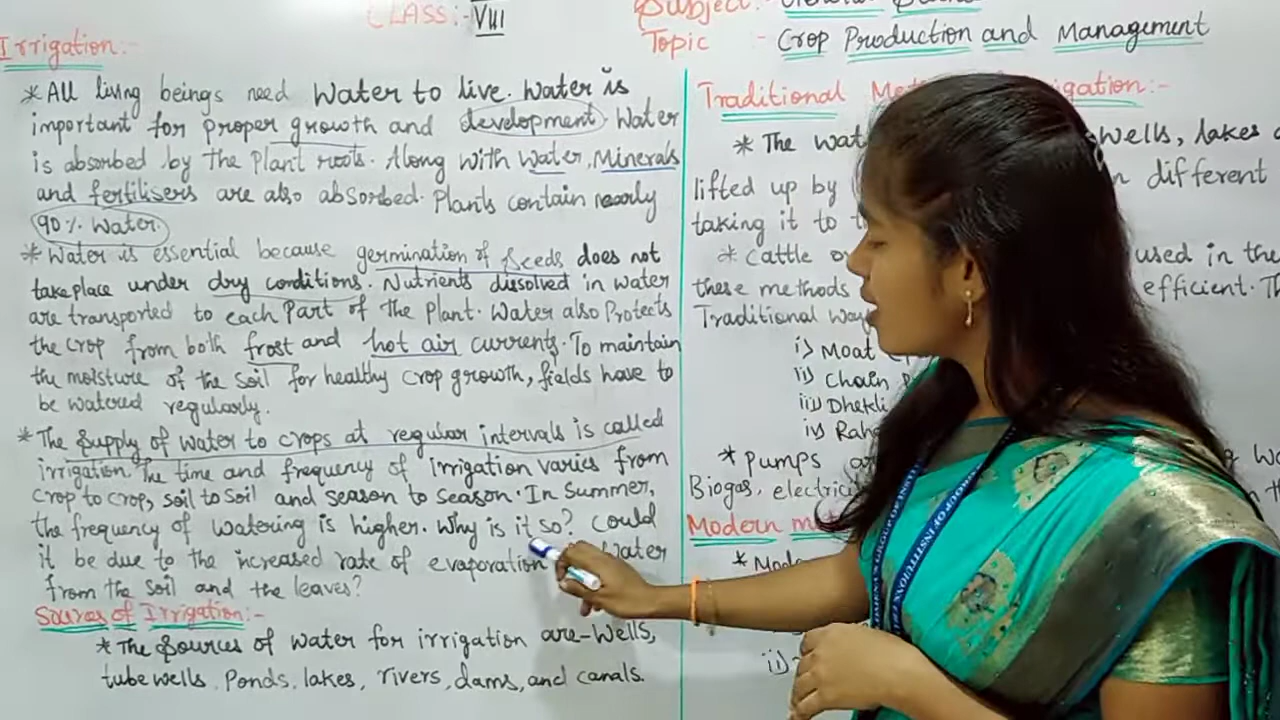 CLASS:- VIII
Subject:-
Topic :- Crop Production and Management
Irrigation:-
* All living beings need water to live. Water is
important for proper growth and development. Water
is absorbed by the plant roots. Along with water, Minerals
and fertilisers are also absorbed. Plants contain nearly
90% Water.
* Water is essential because germination of seeds does not
take place under dry conditions. Nutrients dissolved in water
are transported to each part of the plant. Water also protects
the crop from both frost and hot air currents. To maintain
the moisture of the soil for healthy crop growth, fields have to
be watered regularly.
* The supply of water to crops at regular intervals is called
irrigation. The time and frequency of irrigation varies from
crop to crop, soil to soil and season to season. In summer,
the frequency of watering is higher. Why is it so? Could
it be due to the increased rate of evaporation water
from the soil and the leaves?
Sources of Irrigation:-
* The sources of water for irrigation are - wells,
tubewells, ponds, lakes, rivers, dams, and canals.
Traditional Irrigation:-
* The wells, lakes
lifted up by different
taking it to
* Cattle used in the
these methods efficient.
Traditional
i) Moat
ii) Chain
iii) Dhekli
iv)
* Pumps
Biogas,
Modern
*
ii)